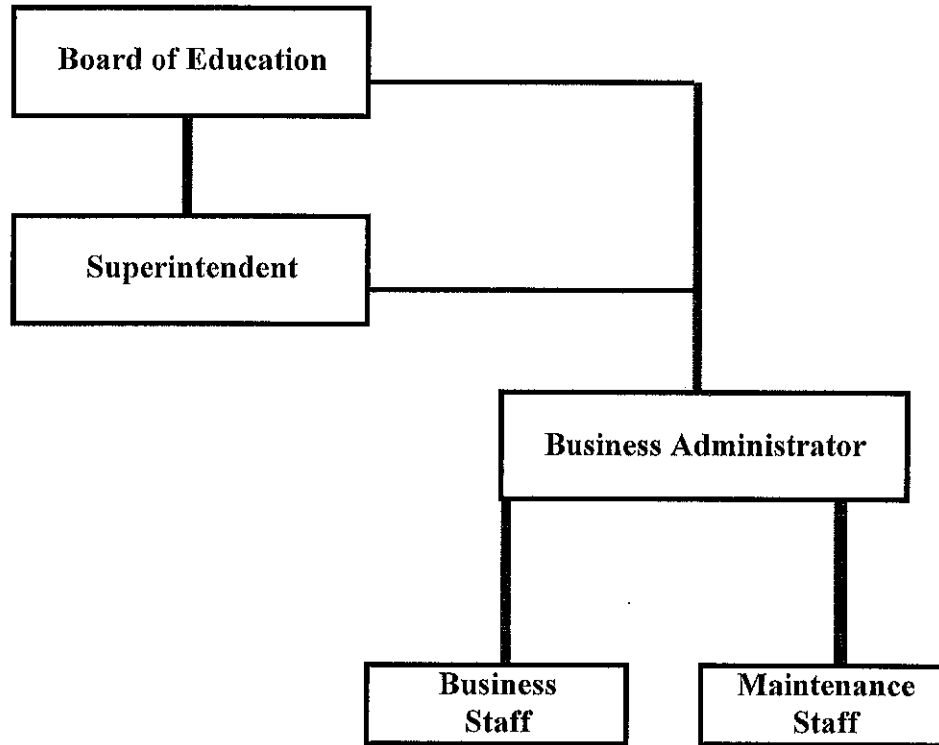 Board of Education
Superintendent
Business Administrator
Business
Staff
Maintenance
Staff